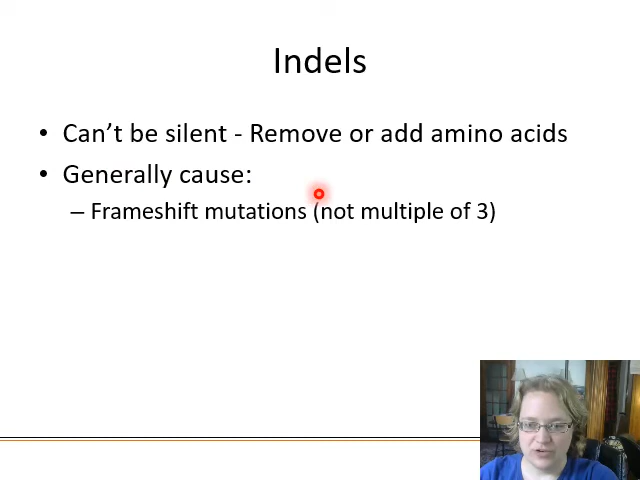 Indels
• Can’t be silent - Remove or add amino acids
• Generally cause:
– Frameshift mutations (not multiple of 3)